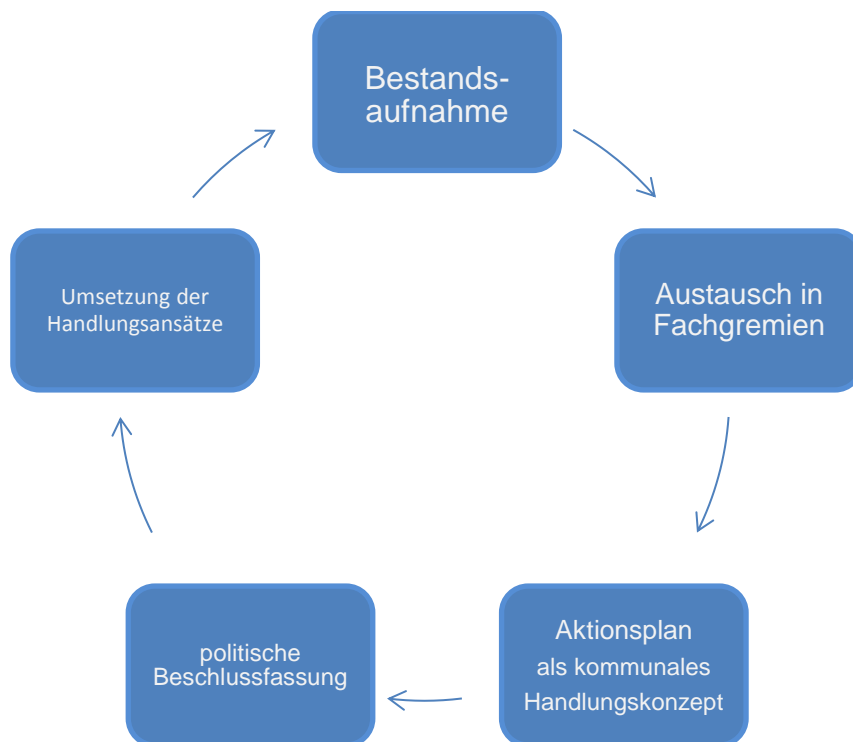 Bestands-
aufnahme
Austausch in
Fachgremien
Aktionsplan
als kommunales
Handlungskonzept
politische
Beschlussfassung
Umsetzung der
Handlungsansätze